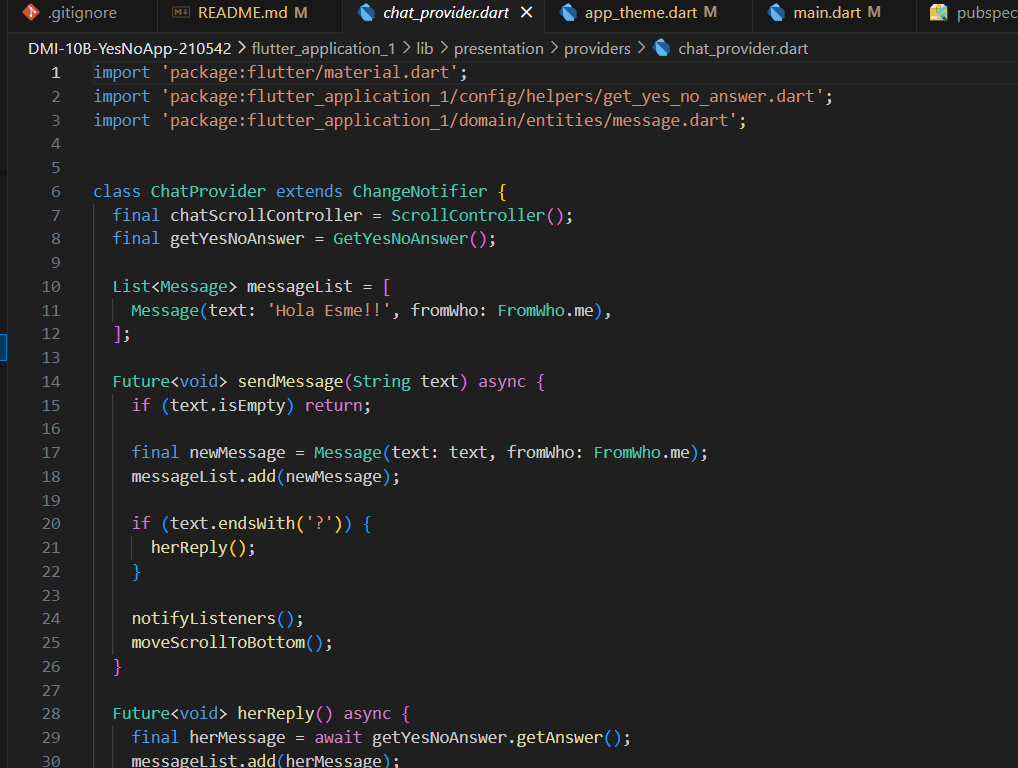 .gitignore README.md M chat_provider.dart app_theme.dart M main.dart M pubspec
DMI-10B-YesNoApp-210542 > flutter_application_1 > lib > presentation > providers > chat_provider.dart
1 import 'package:flutter/material.dart';
2 import 'package:flutter_application_1/config/helpers/get_yes_no_answer.dart';
3 import 'package:flutter_application_1/domain/entities/message.dart';
4
5
6 class ChatProvider extends ChangeNotifier {
7 final chatScrollController = ScrollController();
8 final getYesNoAnswer = GetYesNoAnswer();
9
10 List<Message> messageList = [
11 Message(text: 'Hola Esme!!', fromWho: FromWho.me),
12 ];
13
14 Future<void> sendMessage(String text) async {
15 if (text.isEmpty) return;
16
17 final newMessage = Message(text: text, fromWho: FromWho.me);
18 messageList.add(newMessage);
19
20 if (text.endsWith('?')) {
21 herReply();
22 }
23
24 notifyListeners();
25 moveScrollToBottom();
26 }
27
28 Future<void> herReply() async {
29 final herMessage = await getYesNoAnswer.getAnswer();
30 messageList.add(herMessage);